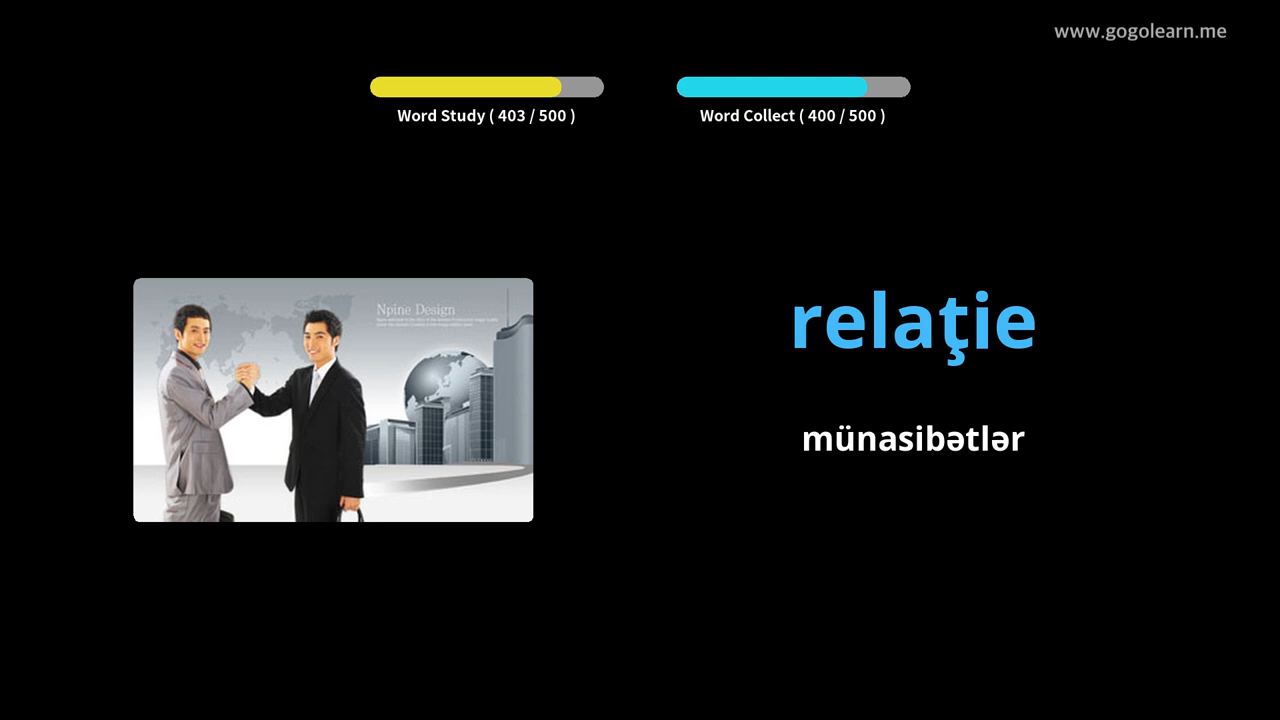 www.gogolearn.me
Word Study ( 403 / 500 )
Word Collect ( 400 / 500 )
Npine Design
relaţie
münasibətlər